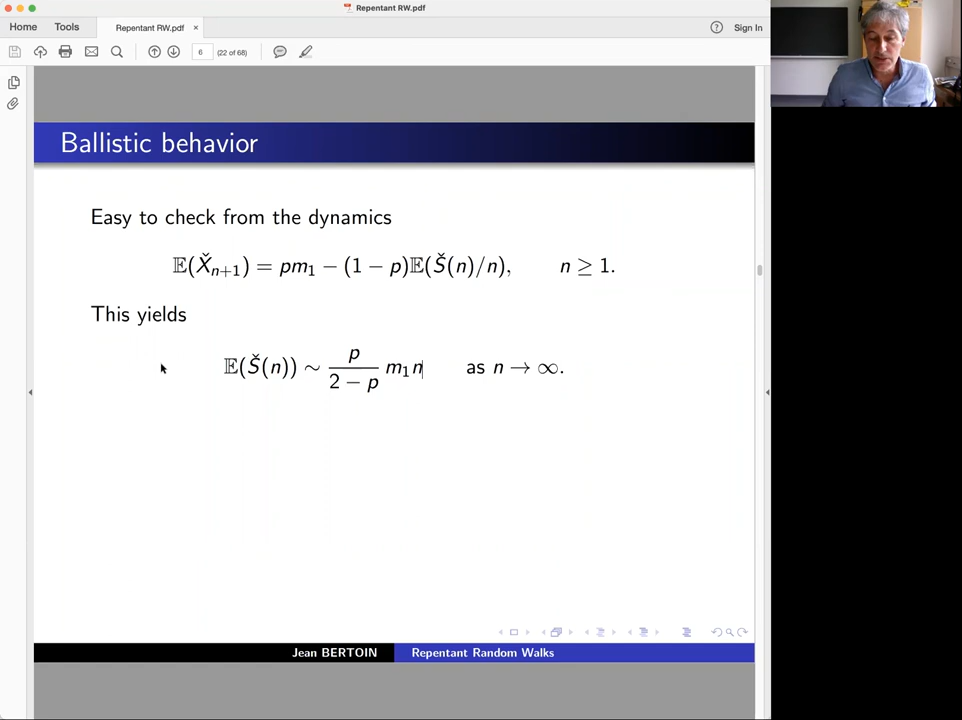 Repentant RW.pdf
Home Tools Repentant RW.pdf × ? Sign In
6 (22 of 68)
Ballistic behavior
Easy to check from the dynamics
𝔼(X̌ₙ₊₁) = pm₁ − (1 − p)𝔼(Š(n)/n), n ≥ 1.
This yields
𝔼(Š(n)) ∼ p/(2 − p) m₁n as n → ∞.
Jean BERTOIN Repentant Random Walks